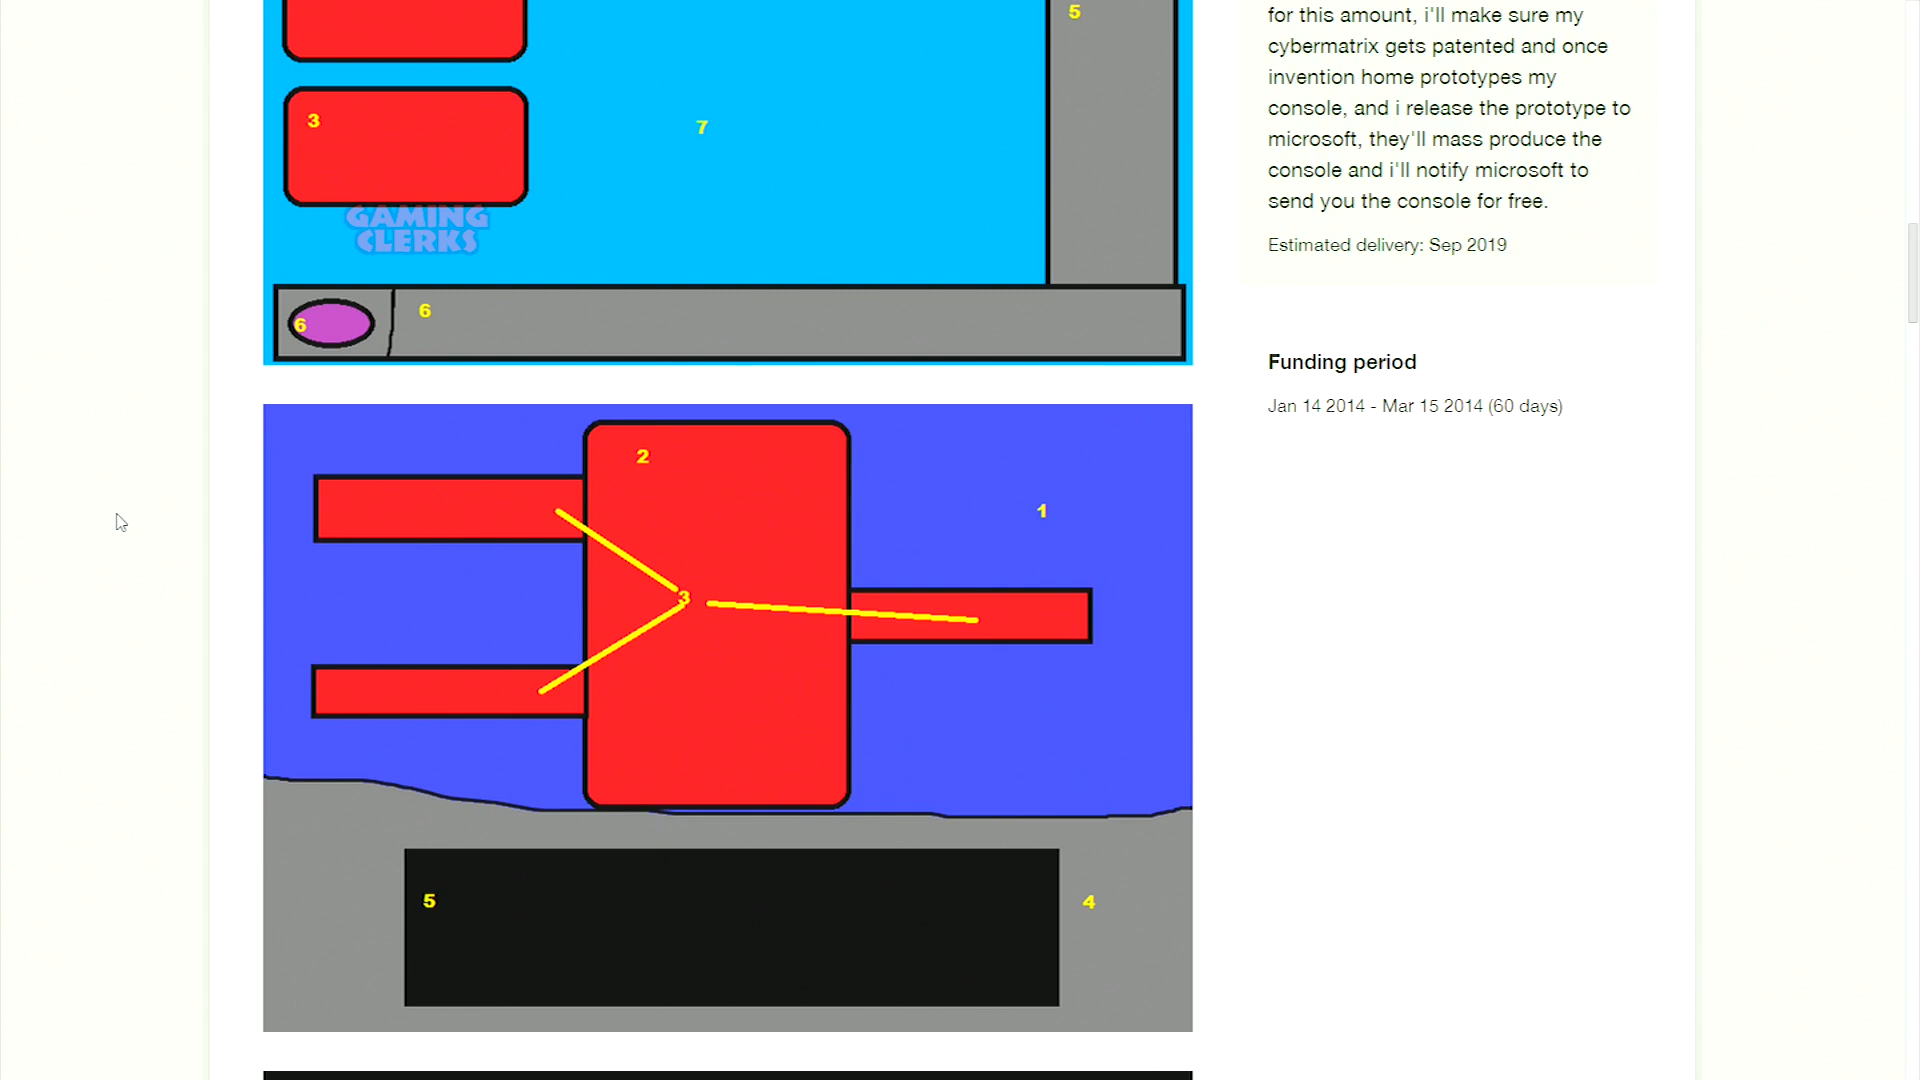 5
for this amount, i'll make sure my
cybermatrix gets patented and once
invention home prototypes my
console, and i release the prototype to
microsoft, they'll mass produce the
console and i'll notify microsoft to
send you the console for free.
Estimated delivery: Sep 2019
Funding period
Jan 14 2014 - Mar 15 2014 (60 days)
3
7
GAMING
CLERKS
6
6
2
1
3
5
4